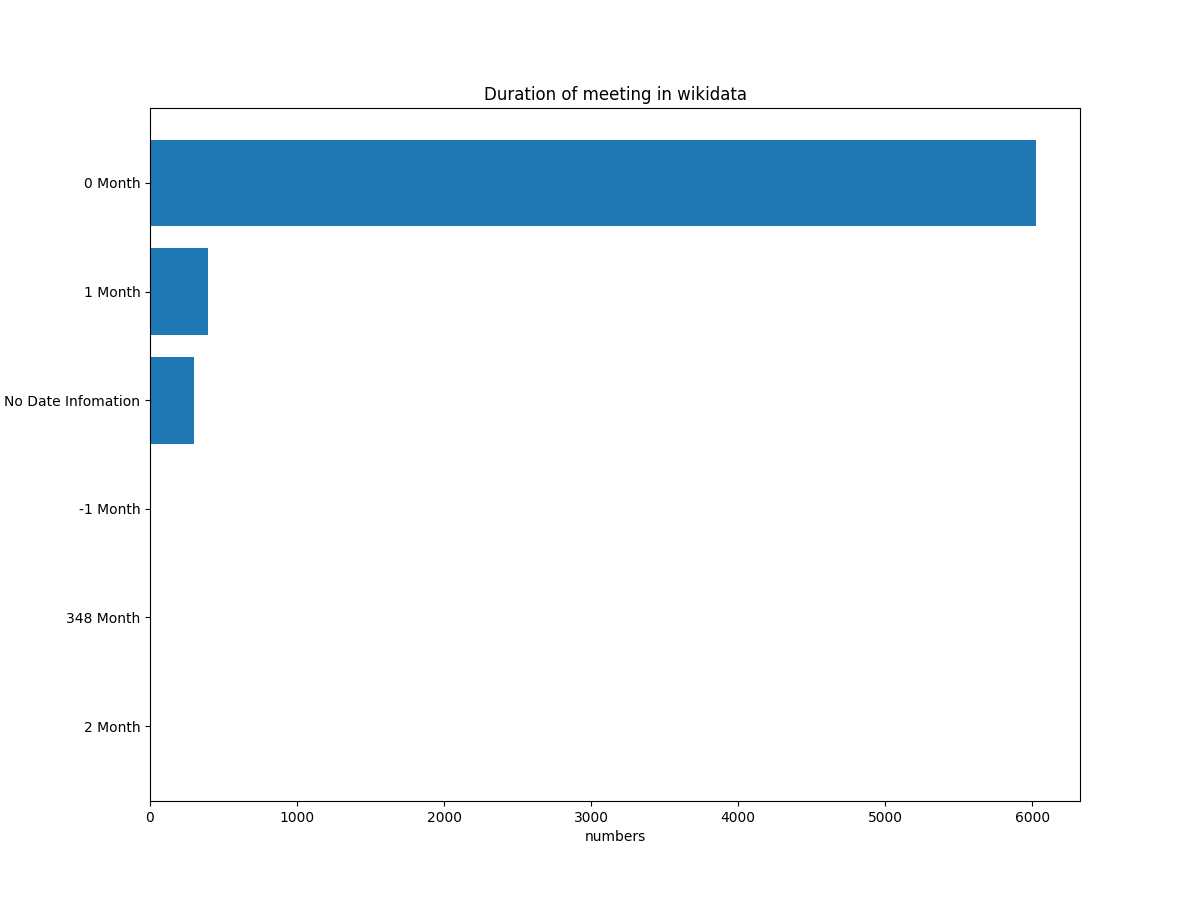 Duration of meeting in wikidata
0 Month
1 Month
No Date Infomation
-1 Month
348 Month
2 Month
0 1000 2000 3000 4000 5000 6000
numbers